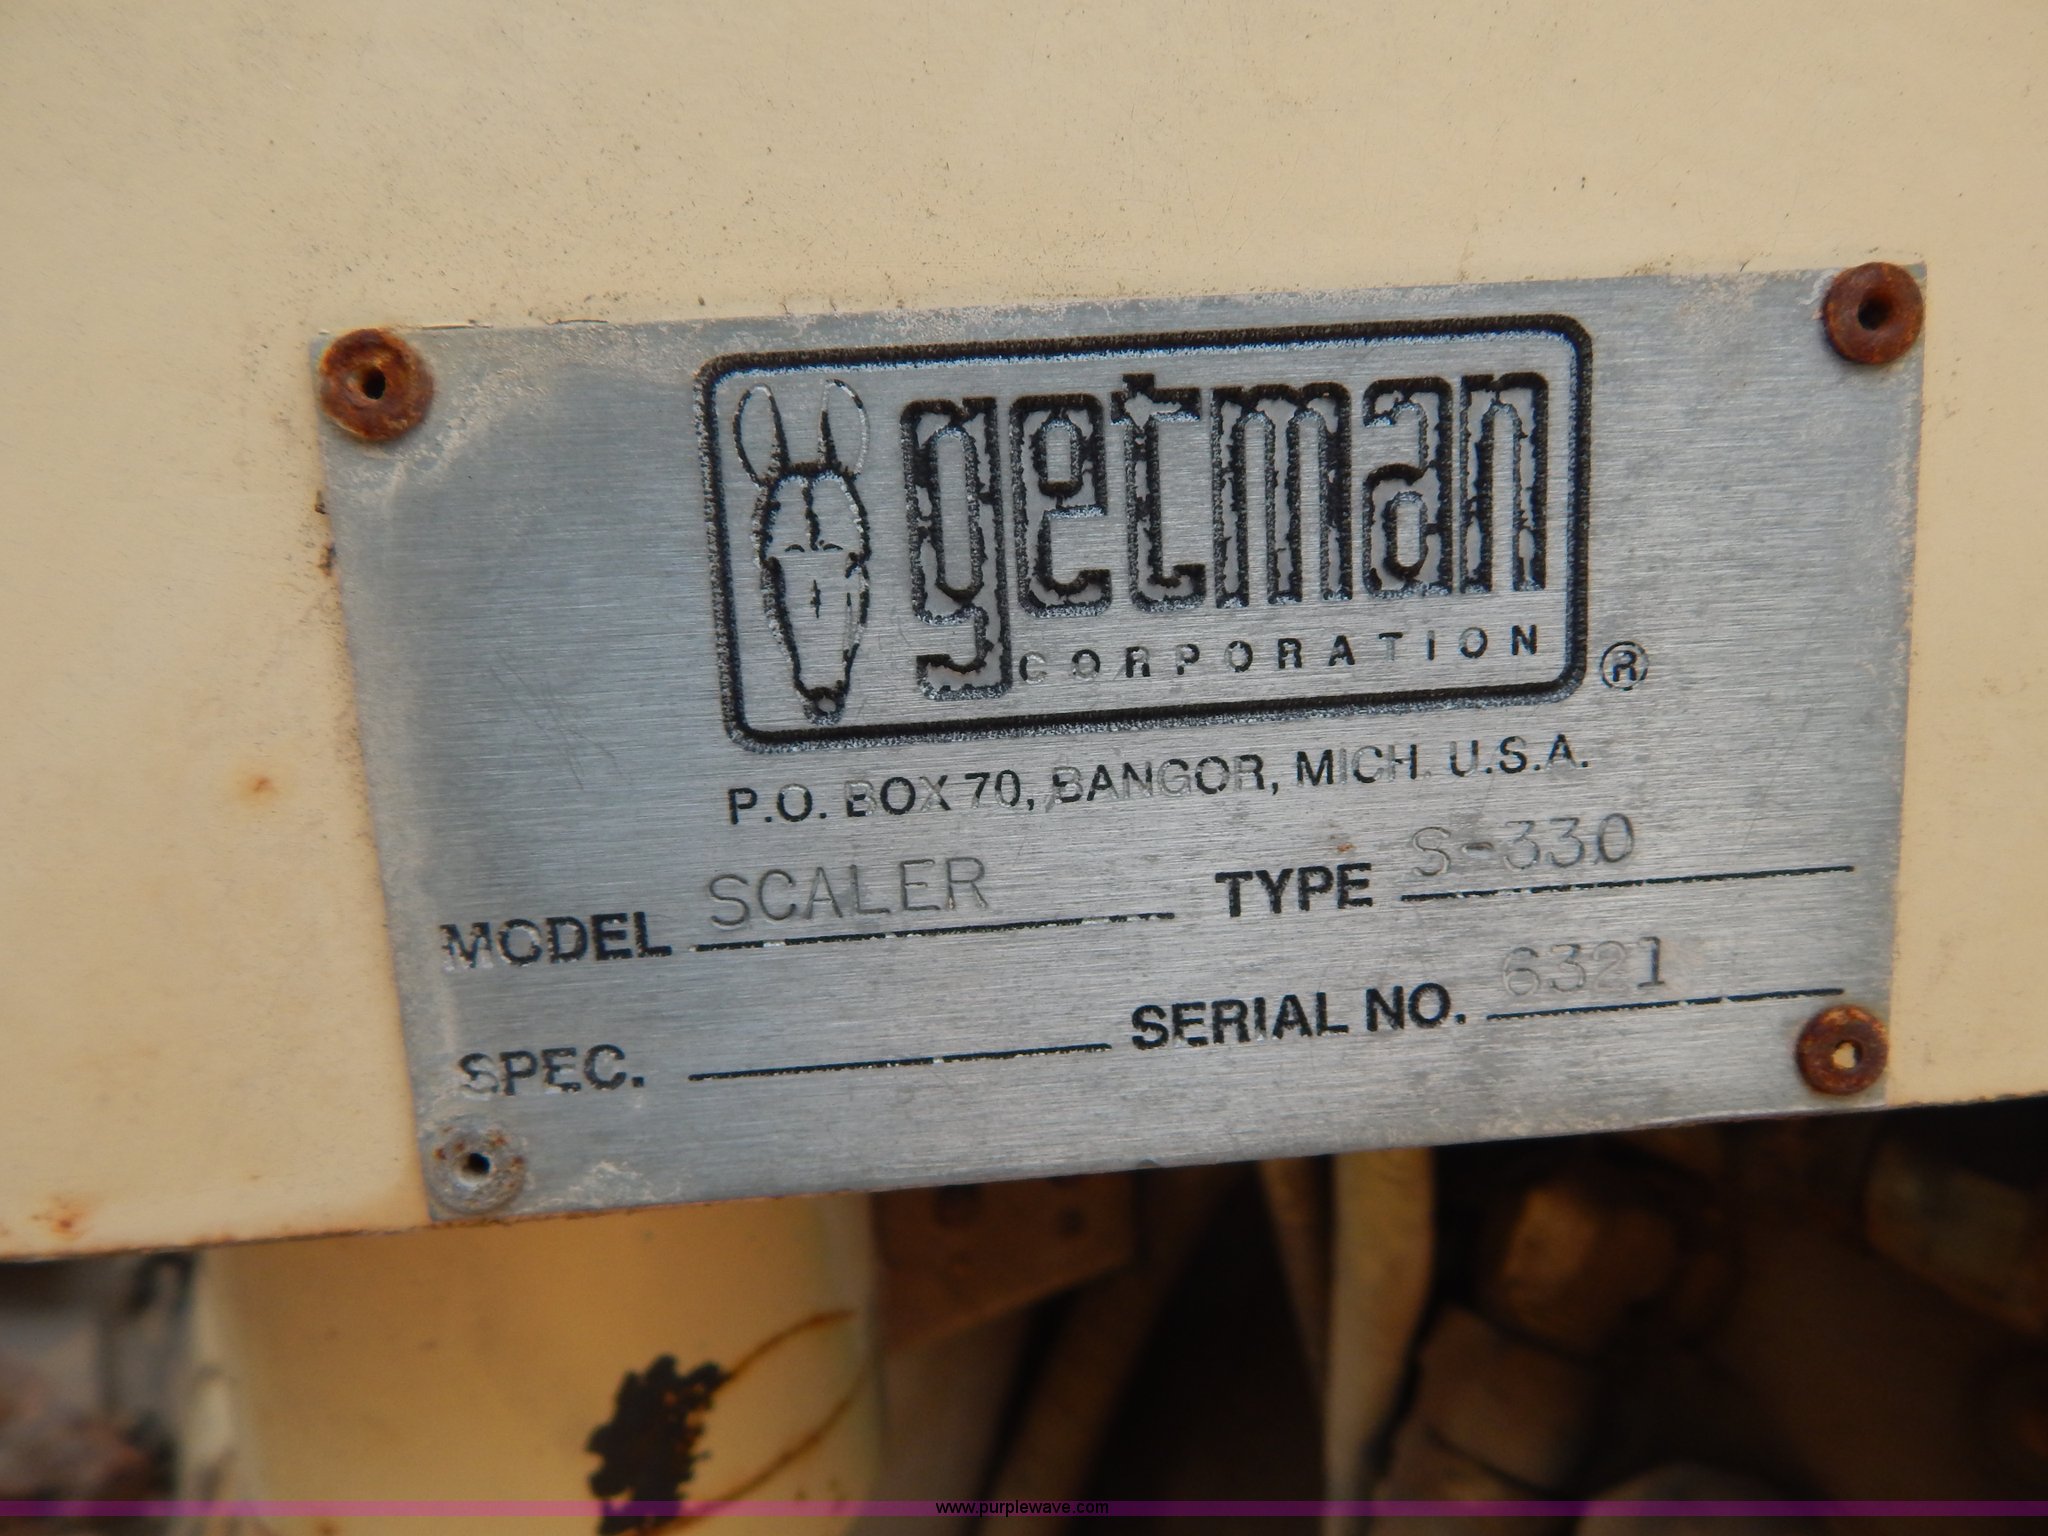 getman
CORPORATION ®
P.O. BOX 70, BANGOR, MICH. U.S.A.
MODEL SCALER TYPE S-330
SPEC. SERIAL NO. 6321
www.purplewave.com